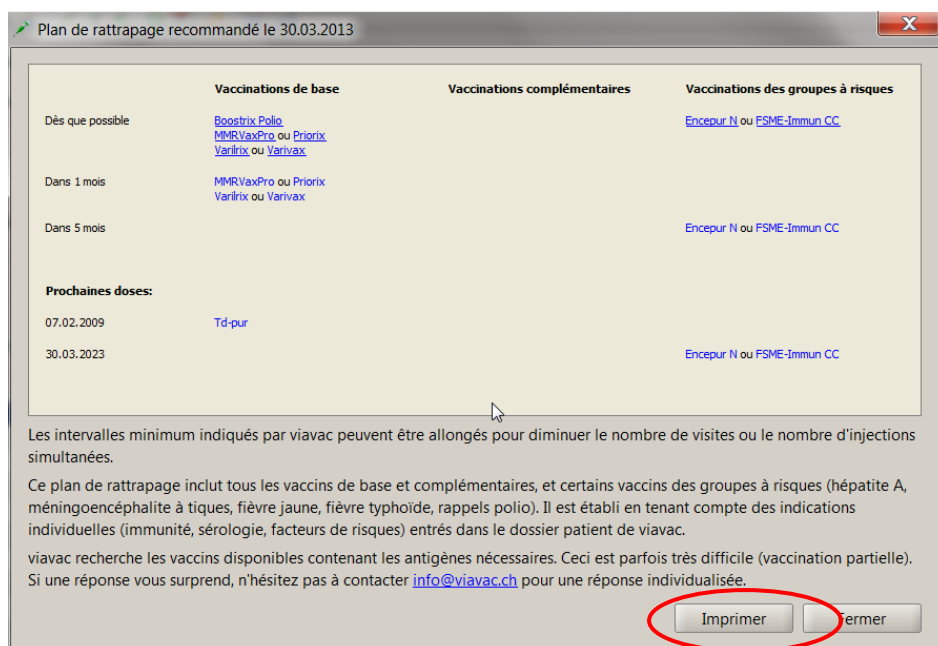 Plan de rattrapage recommandé le 30.03.2013
Vaccinations de base Vaccinations complémentaires Vaccinations des groupes à risques
Dès que possible Boostrix Polio Encepur N ou FSME-Immun CC
MMRVaxPro ou Priorix
Varilrix ou Varivax
Dans 1 mois MMRVaxPro ou Priorix
Varilrix ou Varivax
Dans 5 mois Encepur N ou FSME-Immun CC
Prochaines doses:
07.02.2009 Td-pur
30.03.2023 Encepur N ou FSME-Immun CC
Les intervalles minimum indiqués par viavac peuvent être allongés pour diminuer le nombre de visites ou le nombre d'injections
simultanées.
Ce plan de rattrapage inclut tous les vaccins de base et complémentaires, et certains vaccins des groupes à risques (hépatite A,
méningoencéphalite à tiques, fièvre jaune, fièvre typhoïde, rappels polio). Il est établi en tenant compte des indications
individuelles (immunité, sérologie, facteurs de risques) entrés dans le dossier patient de viavac.
viavac recherche les vaccins disponibles contenant les antigènes nécessaires. Ceci est parfois très difficile (vaccination partielle).
Si une réponse vous surprend, n'hésitez pas à contacter info@viavac.ch pour une réponse individualisée.
Imprimer Fermer